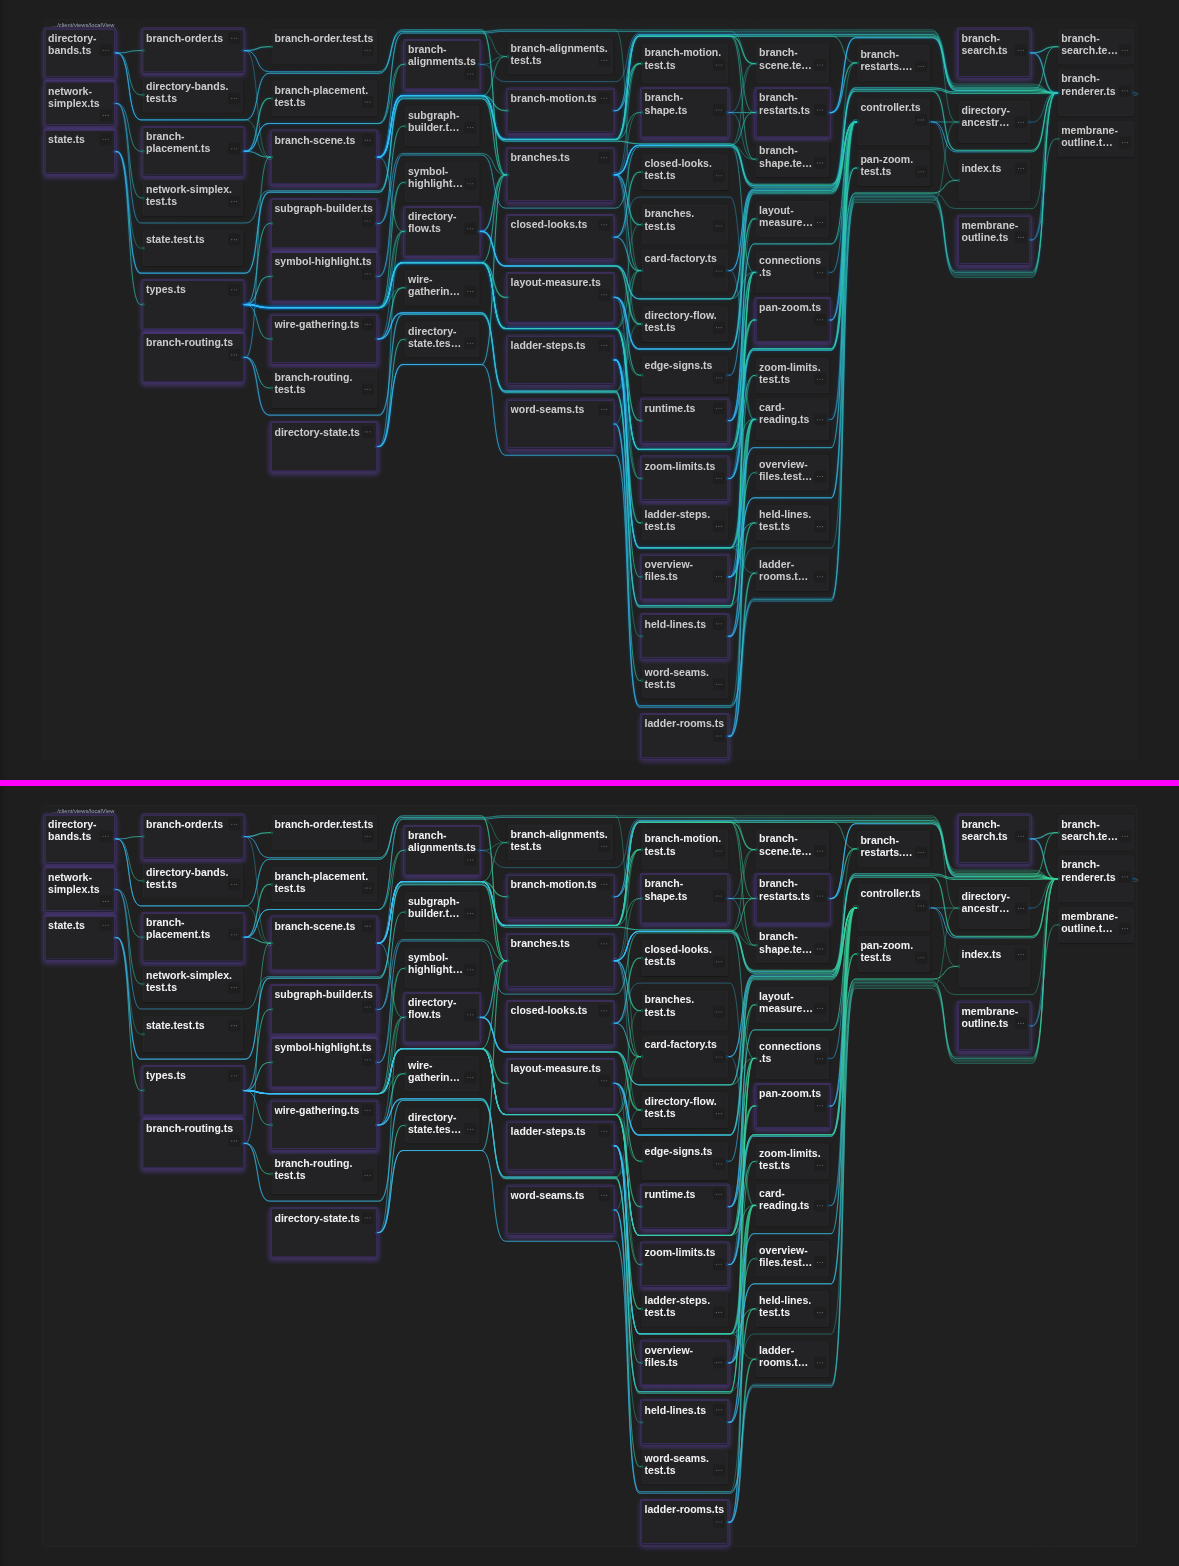 .../client/views/localView
directory-
bands.ts
network-
simplex.ts
state.ts
branch-order.ts
directory-bands.
test.ts
branch-
placement.ts
network-simplex.
test.ts
state.test.ts
types.ts
branch-routing.ts
branch-order.test.ts
branch-placement.
test.ts
branch-scene.ts
subgraph-builder.ts
symbol-highlight.ts
wire-gathering.ts
branch-routing.
test.ts
directory-state.ts
branch-
alignments.ts
subgraph-
builder.t...
symbol-
highlight...
directory-
flow.ts
wire-
gatherin...
directory-
state.tes...
branch-alignments.
test.ts
branch-motion.ts
branches.ts
closed-looks.ts
layout-measure.ts
ladder-steps.ts
word-seams.ts
branch-motion.
test.ts
branch-
shape.ts
closed-looks.
test.ts
branches.
test.ts
card-factory.ts
directory-flow.
test.ts
edge-signs.ts
runtime.ts
zoom-limits.ts
ladder-steps.
test.ts
overview-
files.ts
held-lines.ts
word-seams.
test.ts
ladder-rooms.ts
branch-
scene.te...
branch-
restarts.ts
branch-
shape.te...
layout-
measure...
connections
.ts
pan-zoom.ts
zoom-limits.
test.ts
card-
reading.ts
overview-
files.test...
held-lines.
test.ts
ladder-
rooms.t...
branch-
restarts....
controller.ts
pan-zoom.
test.ts
branch-
search.ts
directory-
ancestr...
index.ts
membrane-
outline.ts
branch-
search.te...
branch-
renderer.ts
membrane-
outline.t...
.../client/views/localView
directory-
bands.ts
network-
simplex.ts
state.ts
branch-order.ts
directory-bands.
test.ts
branch-
placement.ts
network-simplex.
test.ts
state.test.ts
types.ts
branch-routing.ts
branch-order.test.ts
branch-placement.
test.ts
branch-scene.ts
subgraph-builder.ts
symbol-highlight.ts
wire-gathering.ts
branch-routing.
test.ts
directory-state.ts
branch-
alignments.ts
subgraph-
builder.t...
symbol-
highlight...
directory-
flow.ts
wire-
gatherin...
directory-
state.tes...
branch-alignments.
test.ts
branch-motion.ts
branches.ts
closed-looks.ts
layout-measure.ts
ladder-steps.ts
word-seams.ts
branch-motion.
test.ts
branch-
shape.ts
closed-looks.
test.ts
branches.
test.ts
card-factory.ts
directory-flow.
test.ts
edge-signs.ts
runtime.ts
zoom-limits.ts
ladder-steps.
test.ts
overview-
files.ts
held-lines.ts
word-seams.
test.ts
ladder-rooms.ts
branch-
scene.te...
branch-
restarts.ts
branch-
shape.te...
layout-
measure...
connections
.ts
pan-zoom.ts
zoom-limits.
test.ts
card-
reading.ts
overview-
files.test...
held-lines.
test.ts
ladder-
rooms.t...
branch-
restarts....
controller.ts
pan-zoom.
test.ts
branch-
search.ts
directory-
ancestr...
index.ts
membrane-
outline.ts
branch-
search.te...
branch-
renderer.ts
membrane-
outline.t...